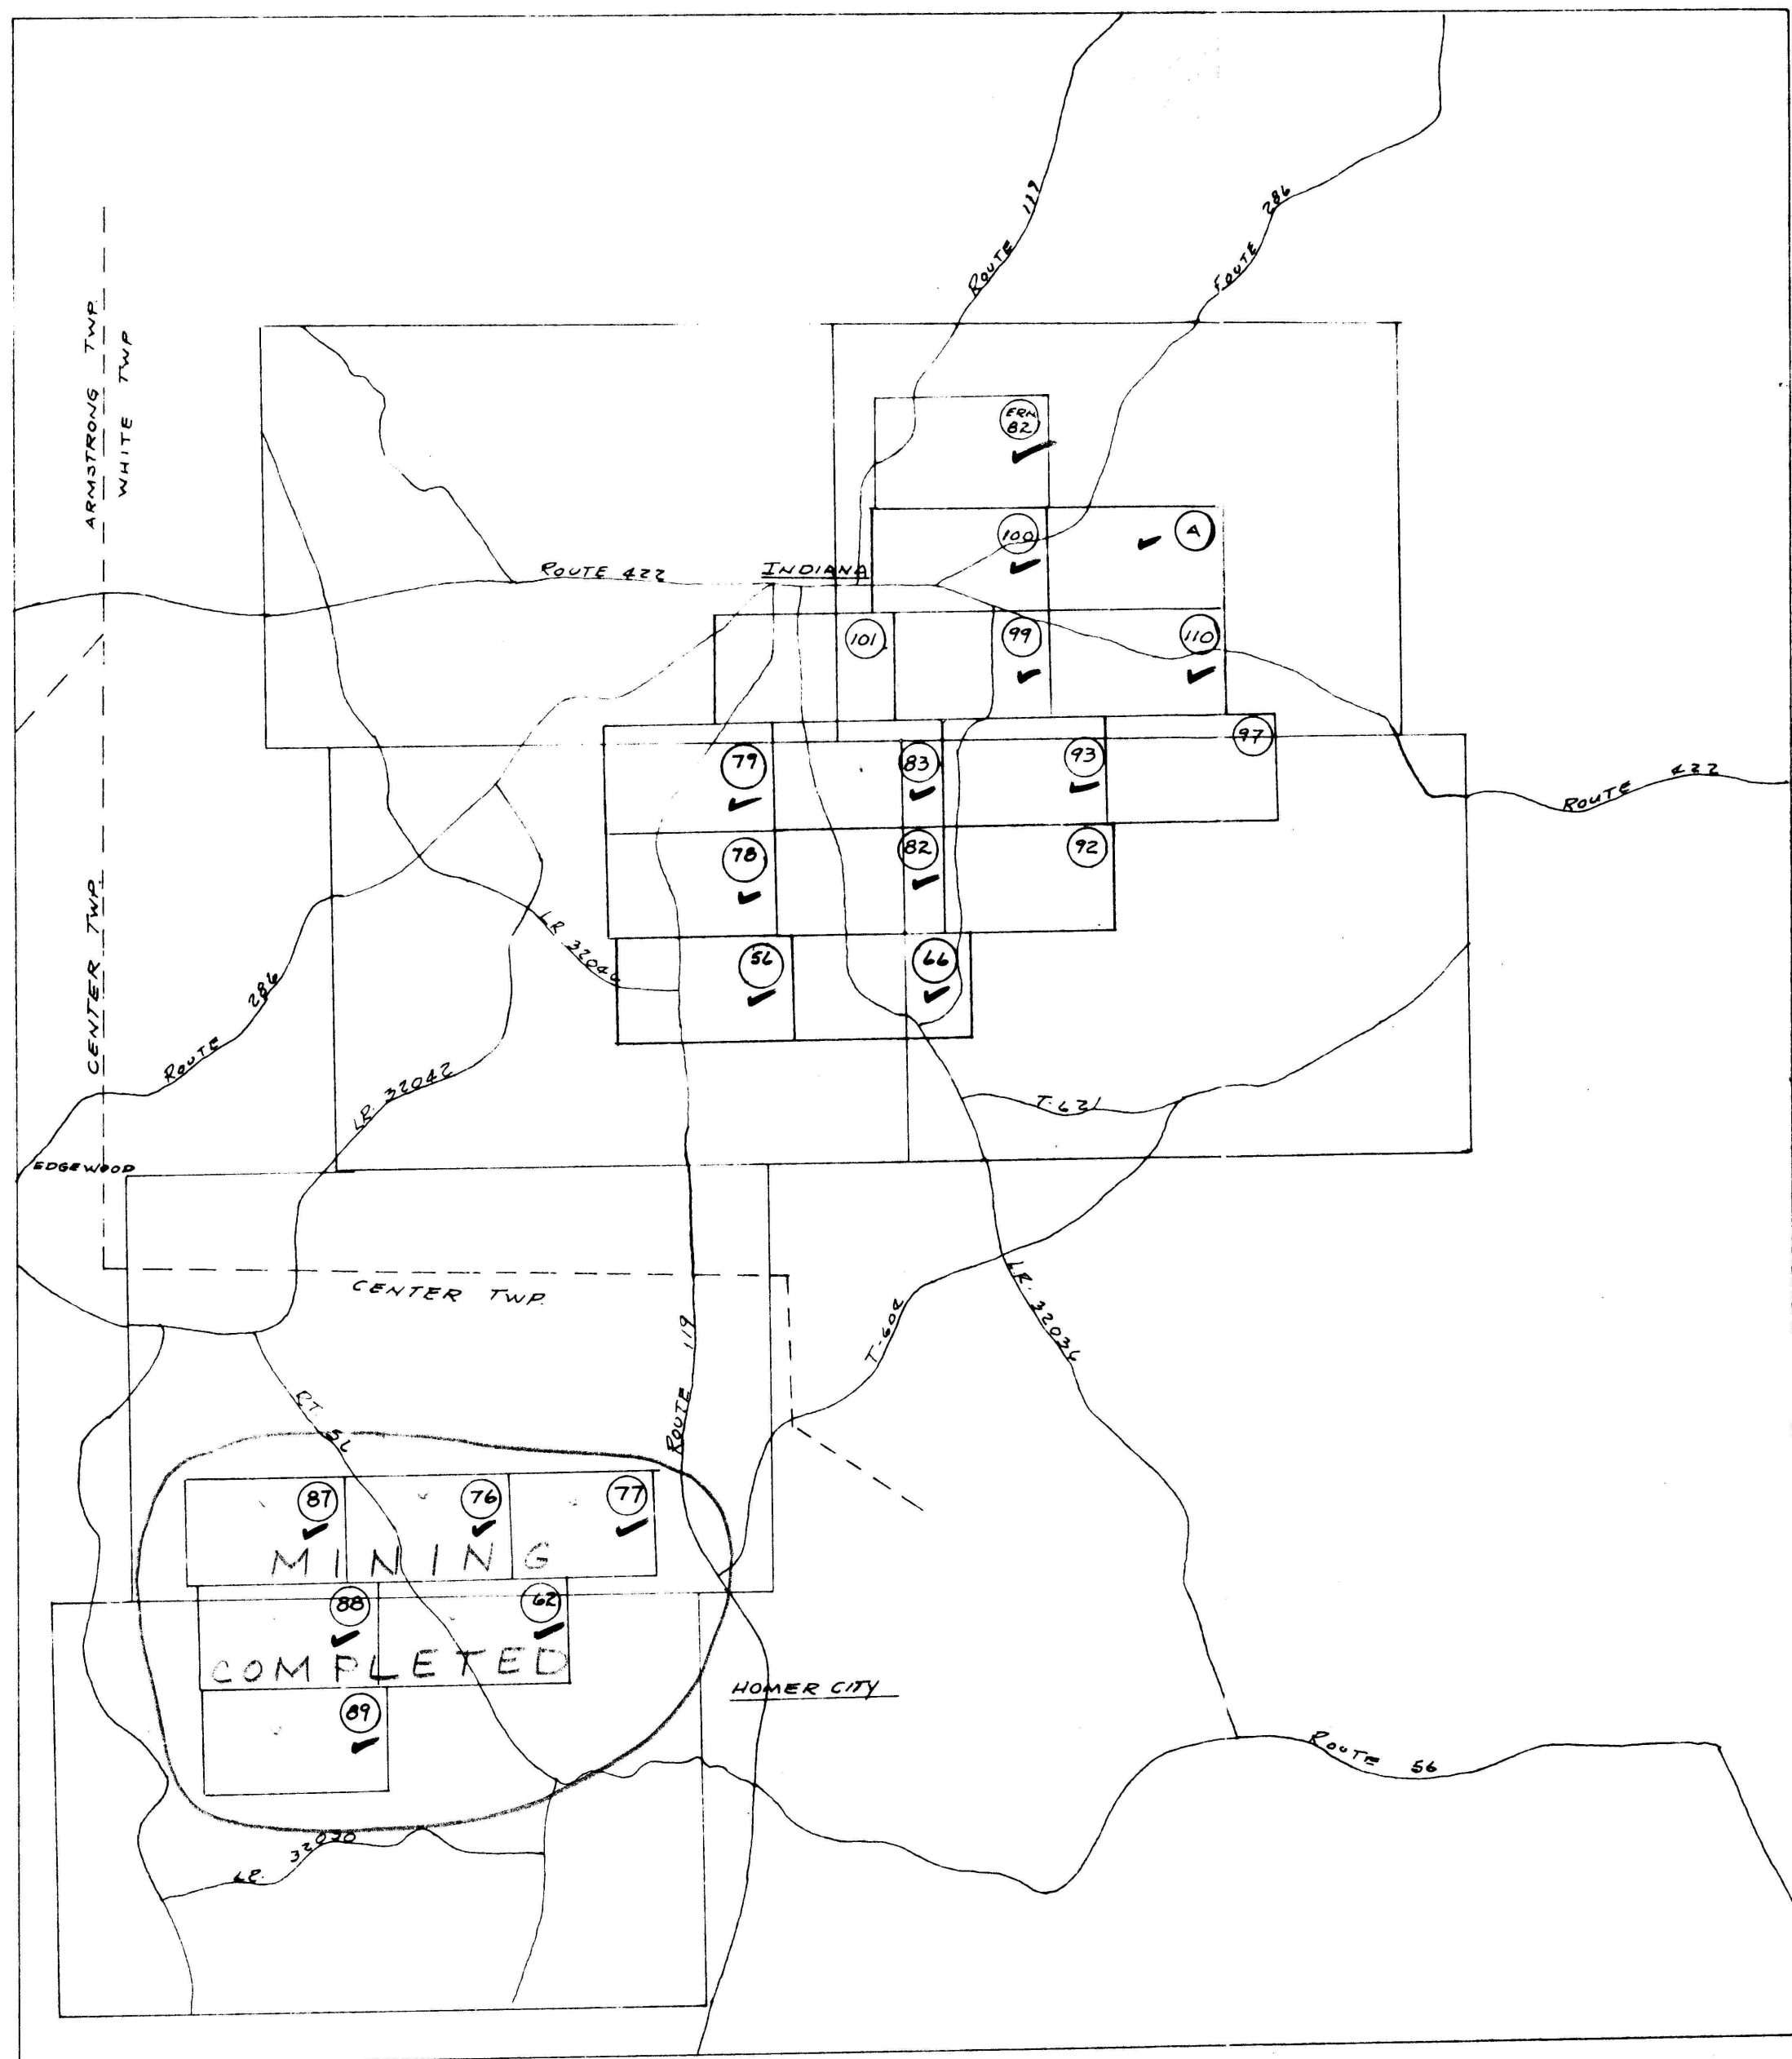 ROUTE 119
ROUTE 286
ARMSTRONG TWP.
WHITE TWP
ERN
82
100
A
ROUTE 422
INDIANA
101
99
110
79
83
93
97
ROUTE 422
78
82
92
CENTER TWP.
LR. 32046
56
66
ROUTE 286
LR. 32042
T-621
EDGEWOOD
CENTER TWP.
LR. 32036
T-602
ROUTE 119
RT. 56
87
76
77
MINING
88
62
COMPLETED
HOMER CITY
89
ROUTE 56
LR. 32030